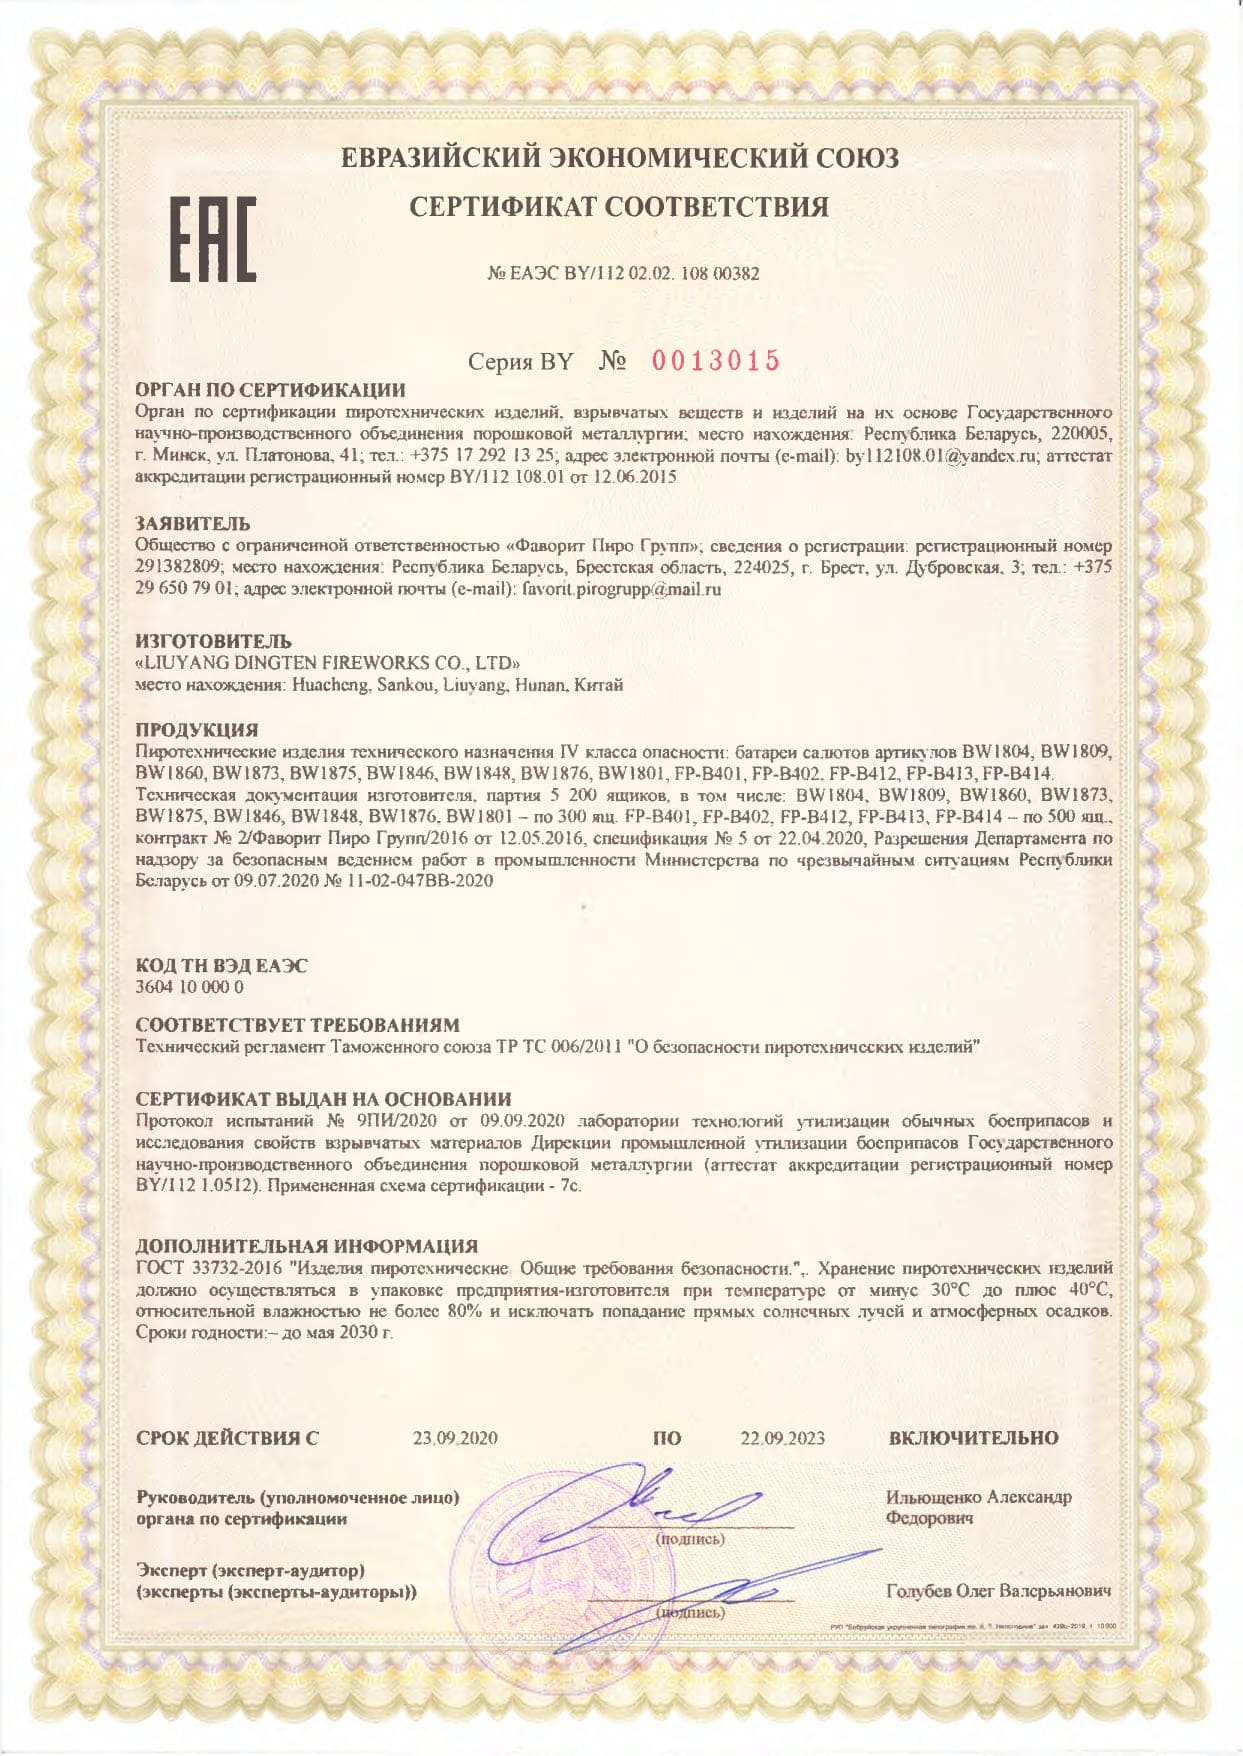 ЕВРАЗИЙСКИЙ ЭКОНОМИЧЕСКИЙ СОЮЗ
EAC
СЕРТИФИКАТ СООТВЕТСТВИЯ
№ ЕАЭС BY/112 02.02. 108 00382
Серия BY № 0013015
ОРГАН ПО СЕРТИФИКАЦИИ
Орган по сертификации пиротехнических изделий, взрывчатых веществ и изделий на их основе Государственного
научно-производственного объединения порошковой металлургии; место нахождения: Республика Беларусь, 220005,
г. Минск, ул. Платонова, 41; тел.: +375 17 292 13 25; адрес электронной почты (e-mail): by112108.01@yandex.ru; аттестат
аккредитации регистрационный номер BY/112 108.01 от 12.06.2015
ЗАЯВИТЕЛЬ
Общество с ограниченной ответственностью «Фаворит Пиро Групп»; сведения о регистрации: регистрационный номер
291382809; место нахождения: Республика Беларусь, Брестская область, 224025, г. Брест, ул. Дубровская, 3; тел.: +375
29 650 79 01; адрес электронной почты (e-mail): favorit.pirogrupp@mail.ru
ИЗГОТОВИТЕЛЬ
«LIUYANG DINGTEN FIREWORKS CO., LTD»
место нахождения: Huacheng, Sankou, Liuyang, Hunan, Китай
ПРОДУКЦИЯ
Пиротехнические изделия технического назначения IV класса опасности: батареи салютов артикулов BW1804, BW1809,
BW1860, BW1873, BW1875, BW1846, BW1848, BW1876, BW1801, FP-B401, FP-B402, FP-B412, FP-B413, FP-B414.
Техническая документация изготовителя, партия 5 200 ящиков, в том числе: BW1804, BW1809, BW1860, BW1873,
BW1875, BW1846, BW1848, BW1876, BW1801 – по 300 ящ. FP-B401, FP-B402, FP-B412, FP-B413, FP-B414 – по 500 ящ.,
контракт № 2/Фаворит Пиро Групп/2016 от 12.05.2016, спецификация № 5 от 22.04.2020, Разрешения Департамента по
надзору за безопасным ведением работ в промышленности Министерства по чрезвычайным ситуациям Республики
Беларусь от 09.07.2020 № 11-02-047ВВ-2020
КОД ТН ВЭД ЕАЭС
3604 10 000 0
СООТВЕТСТВУЕТ ТРЕБОВАНИЯМ
Технический регламент Таможенного союза ТР ТС 006/2011 "О безопасности пиротехнических изделий"
СЕРТИФИКАТ ВЫДАН НА ОСНОВАНИИ
Протокол испытаний № 9ПИ/2020 от 09.09.2020 лаборатории технологий утилизации обычных боеприпасов и
исследования свойств взрывчатых материалов Дирекции промышленной утилизации боеприпасов Государственного
научно-производственного объединения порошковой металлургии (аттестат аккредитации регистрационный номер
BY/112 1.0512). Примененная схема сертификации - 7с.
ДОПОЛНИТЕЛЬНАЯ ИНФОРМАЦИЯ
ГОСТ 33732-2016 "Изделия пиротехнические. Общие требования безопасности.",. Хранение пиротехнических изделий
должно осуществляться в упаковке предприятия-изготовителя при температуре от минус 30°С до плюс 40°С,
относительной влажностью не более 80% и исключать попадание прямых солнечных лучей и атмосферных осадков.
Сроки годности:– до мая 2030 г.
СРОК ДЕЙСТВИЯ С 23.09.2020 ПО 22.09.2023 ВКЛЮЧИТЕЛЬНО
Руководитель (уполномоченное лицо)
органа по сертификации
(подпись)
Ильющенко Александр
Федорович
Эксперт (эксперт-аудитор)
(эксперты (эксперты-аудиторы))
(подпись)
Голубев Олег Валерьянович